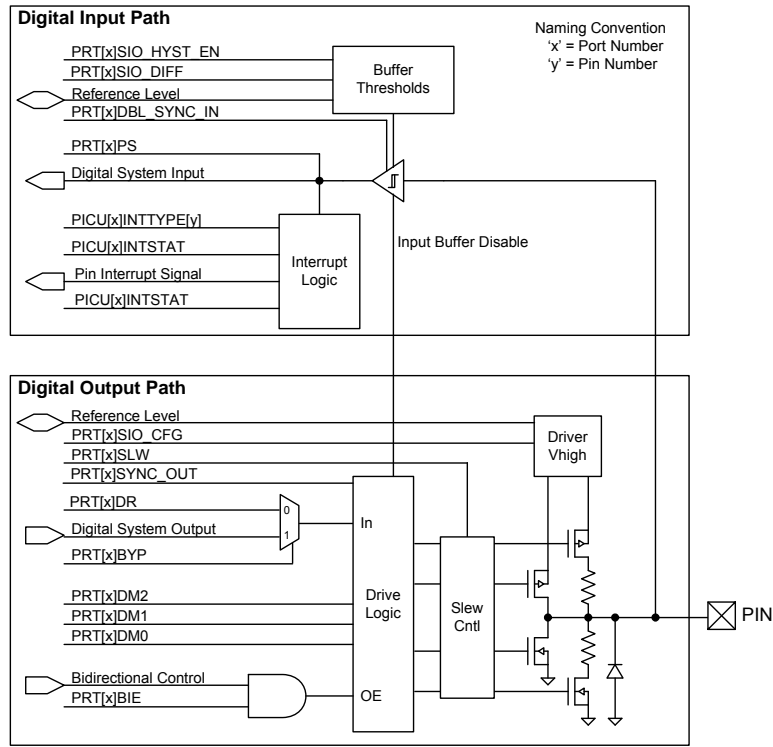 Digital Input Path
Naming Convention
'x' = Port Number
'y' = Pin Number
PRT[x]SIO_HYST_EN
PRT[x]SIO_DIFF
Reference Level
PRT[x]DBL_SYNC_IN
Buffer
Thresholds
PRT[x]PS
Digital System Input
PICU[x]INTTYPE[y]
PICU[x]INTSTAT
Pin Interrupt Signal
PICU[x]INTSTAT
Interrupt
Logic
Input Buffer Disable
Digital Output Path
Reference Level
PRT[x]SIO_CFG
PRT[x]SLW
PRT[x]SYNC_OUT
Driver
Vhigh
PRT[x]DR
Digital System Output
PRT[x]BYP
0
1
In
PRT[x]DM2
PRT[x]DM1
PRT[x]DM0
Drive
Logic
Slew
Cntl
PIN
Bidirectional Control
PRT[x]BIE
OE